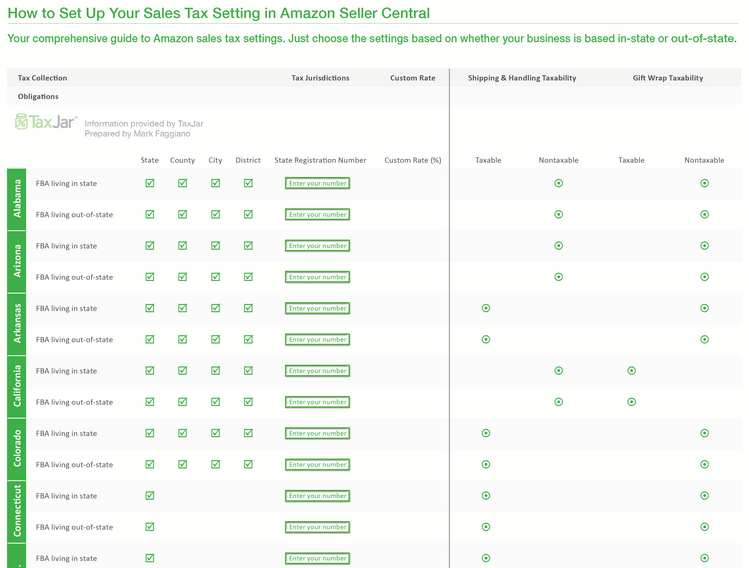 How to Set Up Your Sales Tax Setting in Amazon Seller Central
Your comprehensive guide to Amazon sales tax settings. Just choose the settings based on whether your business is based in-state or out-of-state.
Tax Collection Tax Jurisdictions Custom Rate Shipping & Handling Taxability Gift Wrap Taxability
Obligations
TaxJar Information provided by TaxJar
Prepared by Mark Faggiano
State County City District State Registration Number Custom Rate (%) Taxable Nontaxable Taxable Nontaxable
Alabama
FBA living in state Enter your number
FBA living out-of-state Enter your number
Arizona
FBA living in state Enter your number
FBA living out-of-state Enter your number
Arkansas
FBA living in state Enter your number
FBA living out-of-state Enter your number
California
FBA living in state Enter your number
FBA living out-of-state Enter your number
Colorado
FBA living in state Enter your number
FBA living out-of-state Enter your number
Connecticut
FBA living in state Enter your number
FBA living out-of-state Enter your number
FBA living in state Enter your number